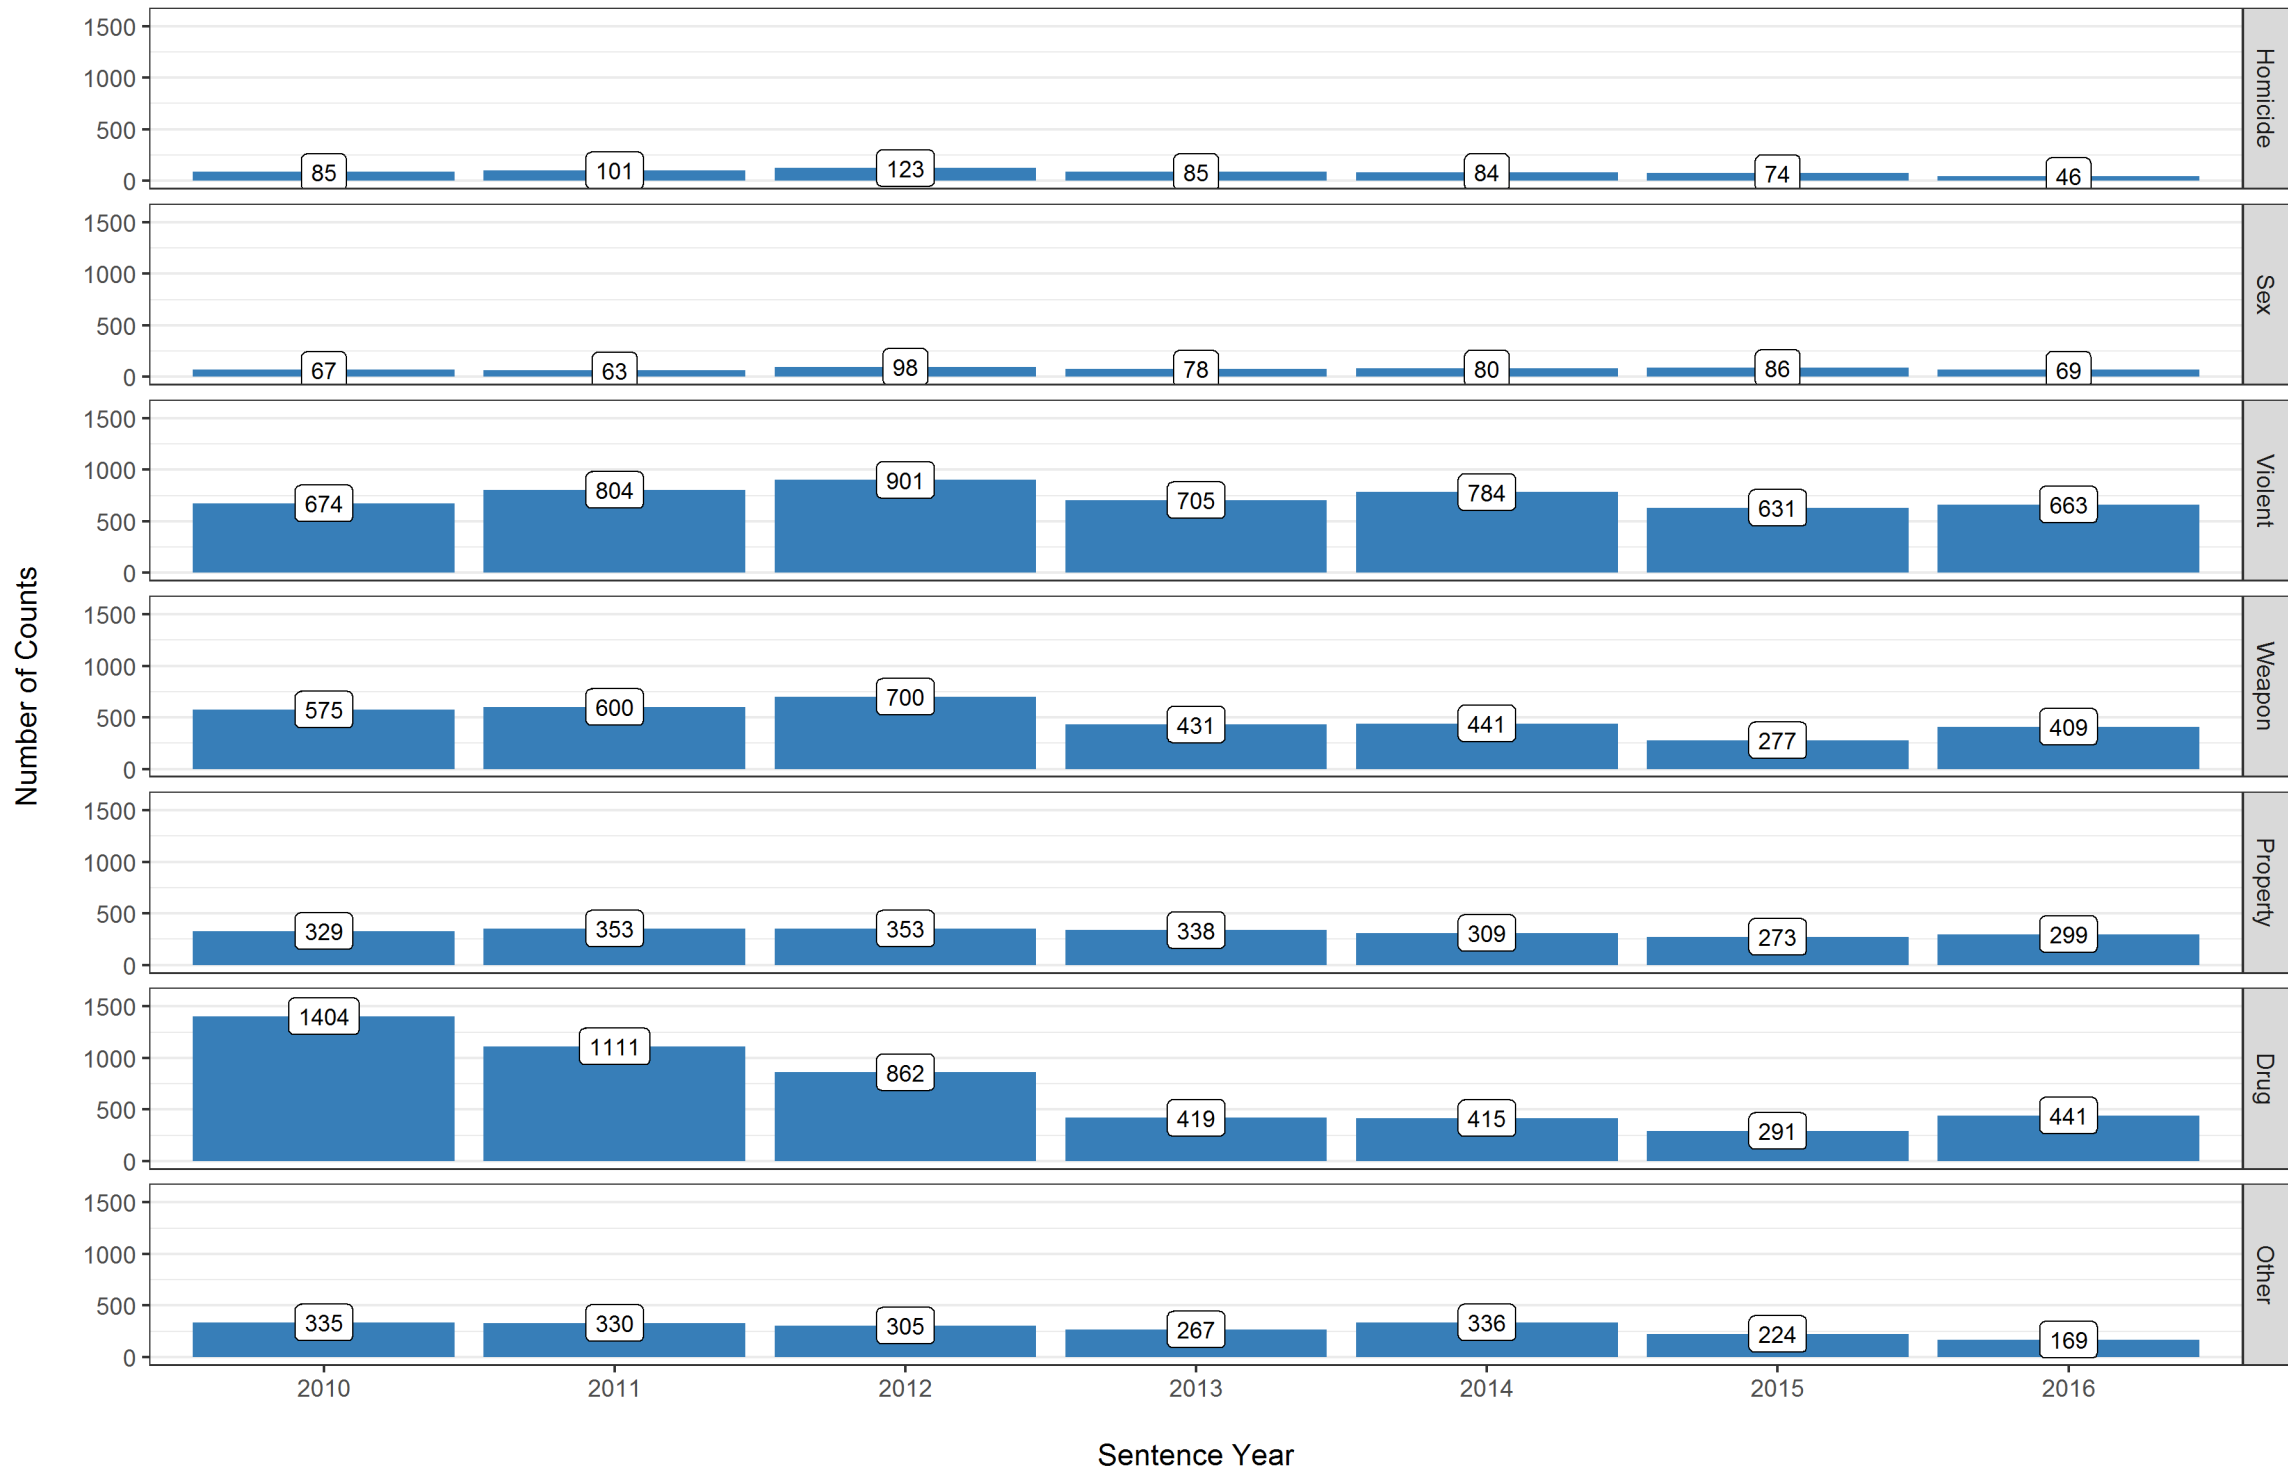 1500
1000
500
0
85 101 123 85 84 74 46
Homicide
1500
1000
500
0
67 63 98 78 80 86 69
Sex
1500
1000
500
0
674 804 901 705 784 631 663
Violent
1500
1000
500
0
575 600 700 431 441 277 409
Weapon
1500
1000
500
0
329 353 353 338 309 273 299
Property
1500
1000
500
0
1404 1111 862 419 415 291 441
Drug
1500
1000
500
0
335 330 305 267 336 224 169
Other
2010 2011 2012 2013 2014 2015 2016
Sentence Year
Number of Counts